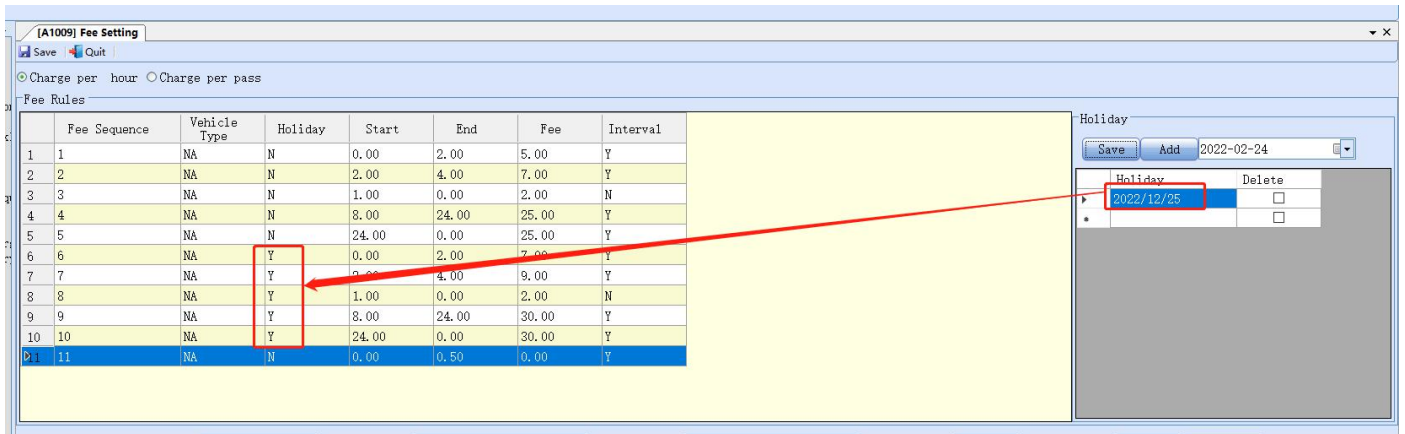 [A1009] Fee Setting
Save Quit
Charge per hour Charge per pass
Fee Rules
Fee Sequence Vehicle Type Holiday Start End Fee Interval
1 1 NA N 0.00 2.00 5.00 Y
2 2 NA N 2.00 4.00 7.00 Y
3 3 NA N 1.00 0.00 2.00 N
4 4 NA N 8.00 24.00 25.00 Y
5 5 NA N 24.00 0.00 25.00 Y
6 6 NA Y 0.00 2.00 7.00 Y
7 7 NA Y 2.00 4.00 9.00 Y
8 8 NA Y 1.00 0.00 2.00 N
9 9 NA Y 8.00 24.00 30.00 Y
10 10 NA Y 24.00 0.00 30.00 Y
11 11 NA N 0.00 0.50 0.00 Y
Holiday
Save Add 2022-02-24
Holiday Delete
2022/12/25